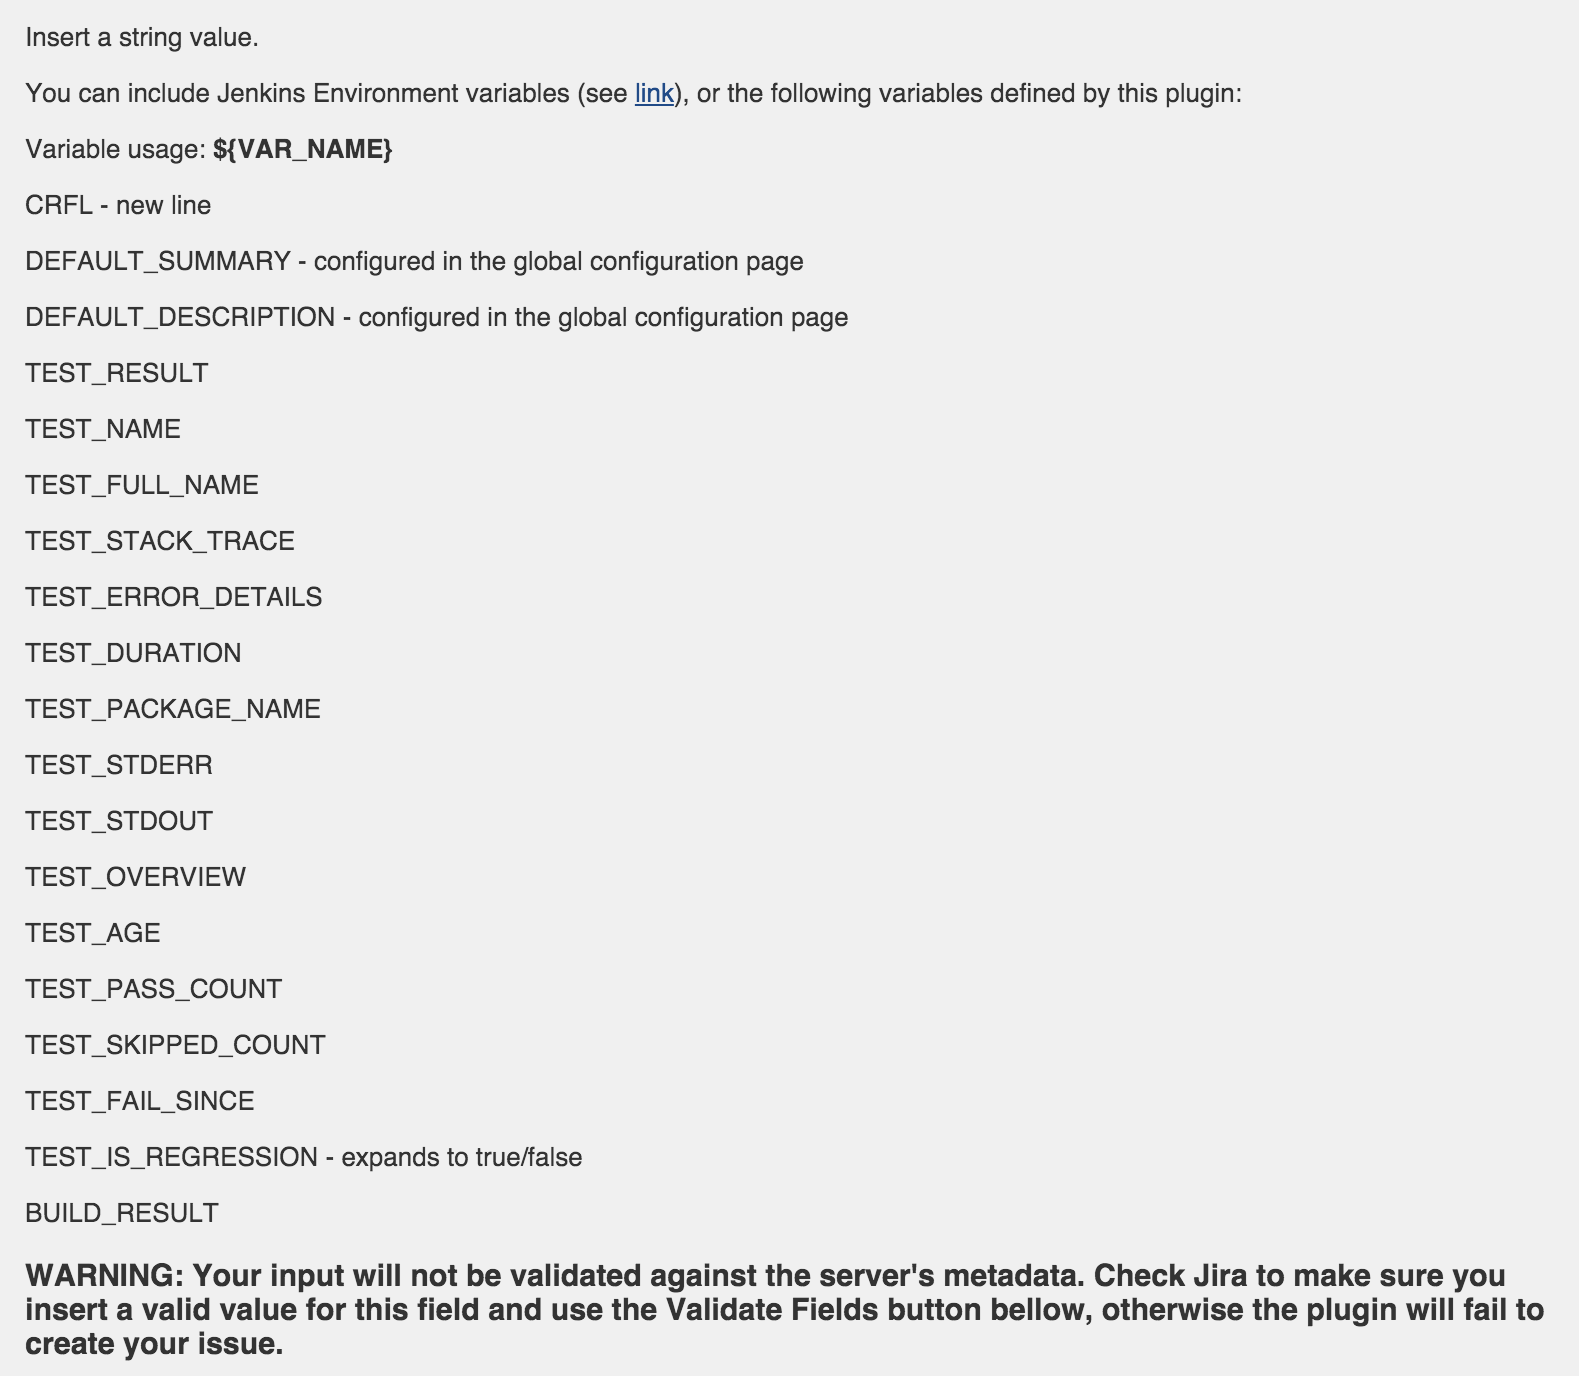 Insert a string value.
You can include Jenkins Environment variables (see link), or the following variables defined by this plugin:
Variable usage: ${VAR_NAME}
CRFL - new line
DEFAULT_SUMMARY - configured in the global configuration page
DEFAULT_DESCRIPTION - configured in the global configuration page
TEST_RESULT
TEST_NAME
TEST_FULL_NAME
TEST_STACK_TRACE
TEST_ERROR_DETAILS
TEST_DURATION
TEST_PACKAGE_NAME
TEST_STDERR
TEST_STDOUT
TEST_OVERVIEW
TEST_AGE
TEST_PASS_COUNT
TEST_SKIPPED_COUNT
TEST_FAIL_SINCE
TEST_IS_REGRESSION - expands to true/false
BUILD_RESULT
WARNING: Your input will not be validated against the server's metadata. Check Jira to make sure you
insert a valid value for this field and use the Validate Fields button bellow, otherwise the plugin will fail to
create your issue.